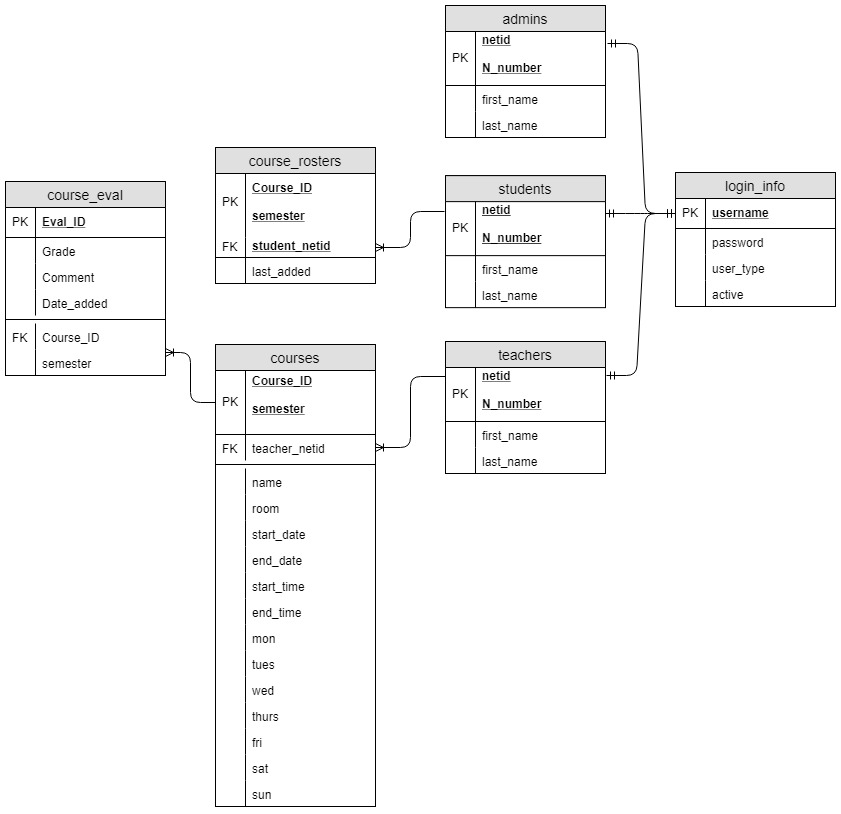 admins
PK
netid
N_number
first_name
last_name
course_rosters
PK
Course_ID
semester
FK
student_netid
last_added
students
PK
netid
N_number
first_name
last_name
login_info
PK
username
password
user_type
active
course_eval
PK
Eval_ID
Grade
Comment
Date_added
FK
Course_ID
semester
courses
PK
Course_ID
semester
FK
teacher_netid
name
room
start_date
end_date
start_time
end_time
mon
tues
wed
thurs
fri
sat
sun
teachers
PK
netid
N_number
first_name
last_name